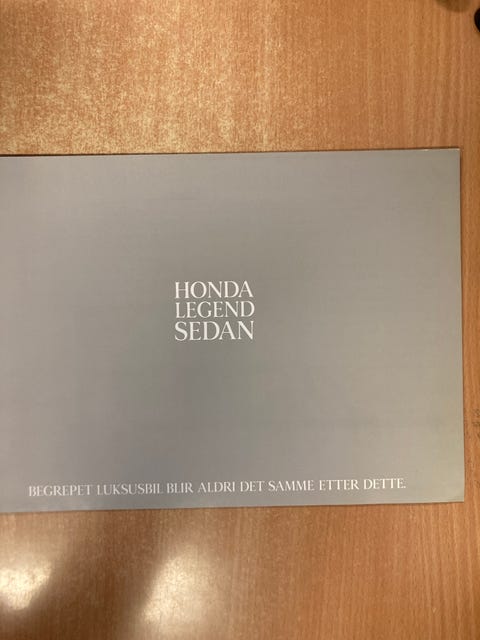 HONDA
LEGEND
SEDAN
BEGREPET LUKSUSBIL BLIR ALDRI DET SAMME ETTER DETTE.